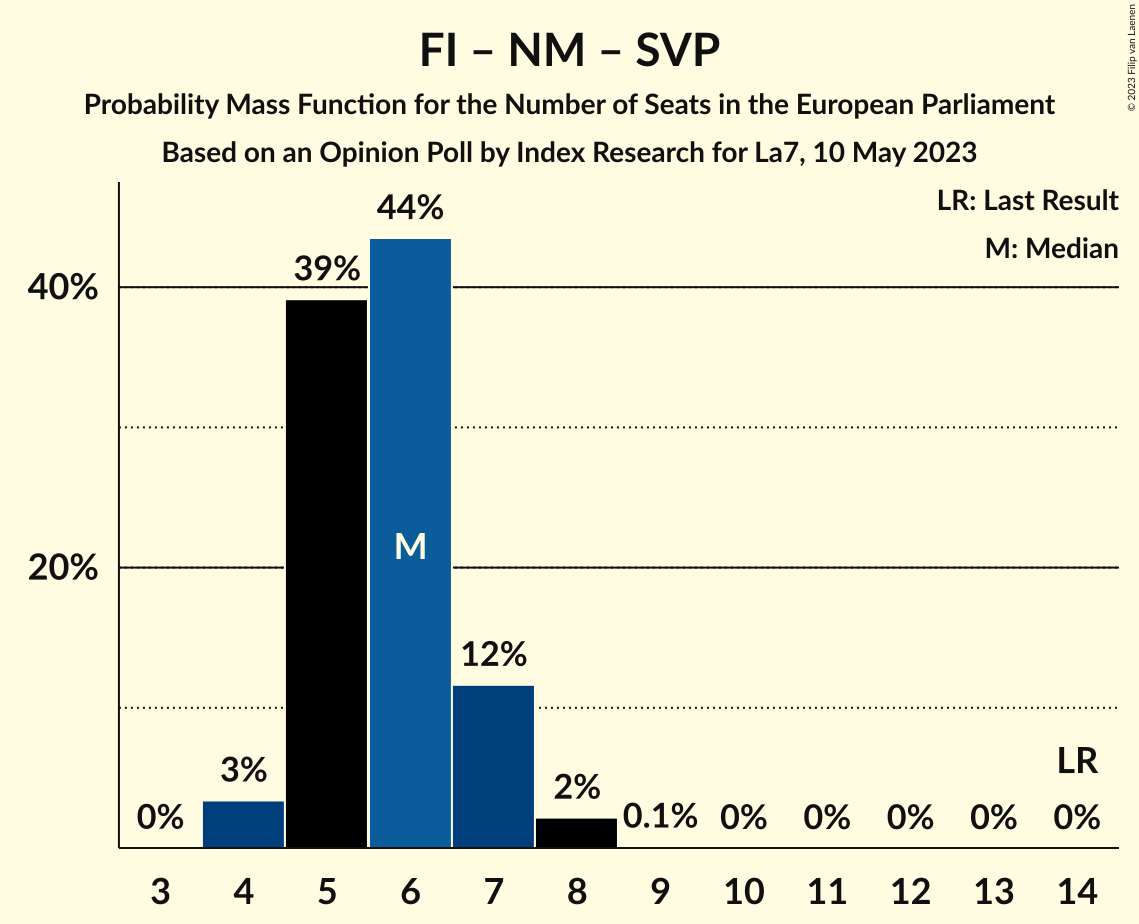 FI – NM – SVP
Probability Mass Function for the Number of Seats in the European Parliament
Based on an Opinion Poll by Index Research for La7, 10 May 2023
© 2023 Filip van Laenen
LR: Last Result
M: Median
40%
20%
0%
3%
39%
44%
M
12%
2%
0.1%
0%
0%
0%
0%
LR
0%
3 4 5 6 7 8 9 10 11 12 13 14